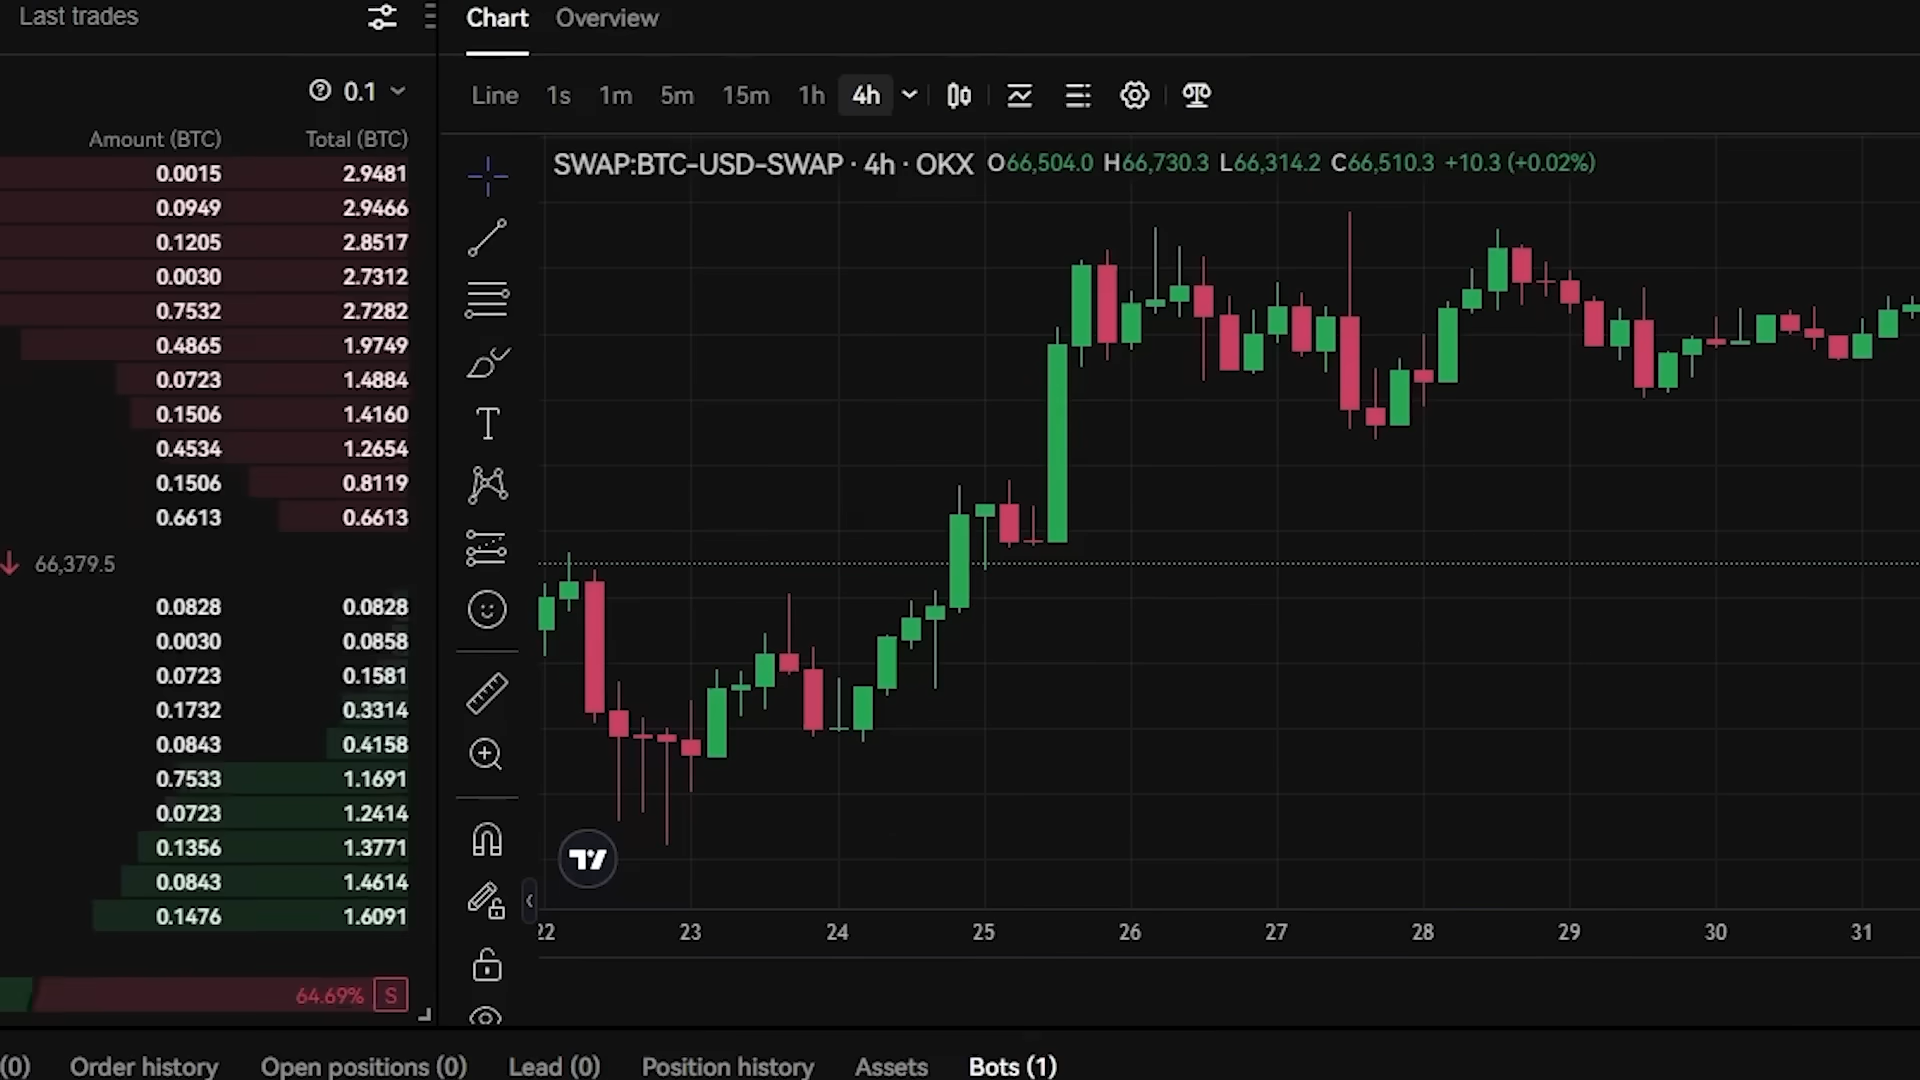 Last trades
0.1
Amount (BTC) Total (BTC)
0.0015 2.9481
0.0949 2.9466
0.1205 2.8517
0.0030 2.7312
0.7532 2.7282
0.4865 1.9749
0.0723 1.4884
0.1506 1.4160
0.4534 1.2654
0.1506 0.8119
0.6613 0.6613
66,379.5
0.0828 0.0828
0.0030 0.0858
0.0723 0.1581
0.1732 0.3314
0.0843 0.4158
0.7533 1.1691
0.0723 1.2414
0.1356 1.3771
0.0843 1.4614
0.1476 1.6091
64.69% S
Chart Overview
Line 1s 1m 5m 15m 1h 4h
SWAP:BTC-USD-SWAP · 4h · OKX O66,504.0 H66,730.3 L66,314.2 C66,510.3 +10.3 (+0.02%)
22 23 24 25 26 27 28 29 30 31
(0) Order history Open positions (0) Lead (0) Position history Assets Bots (1)